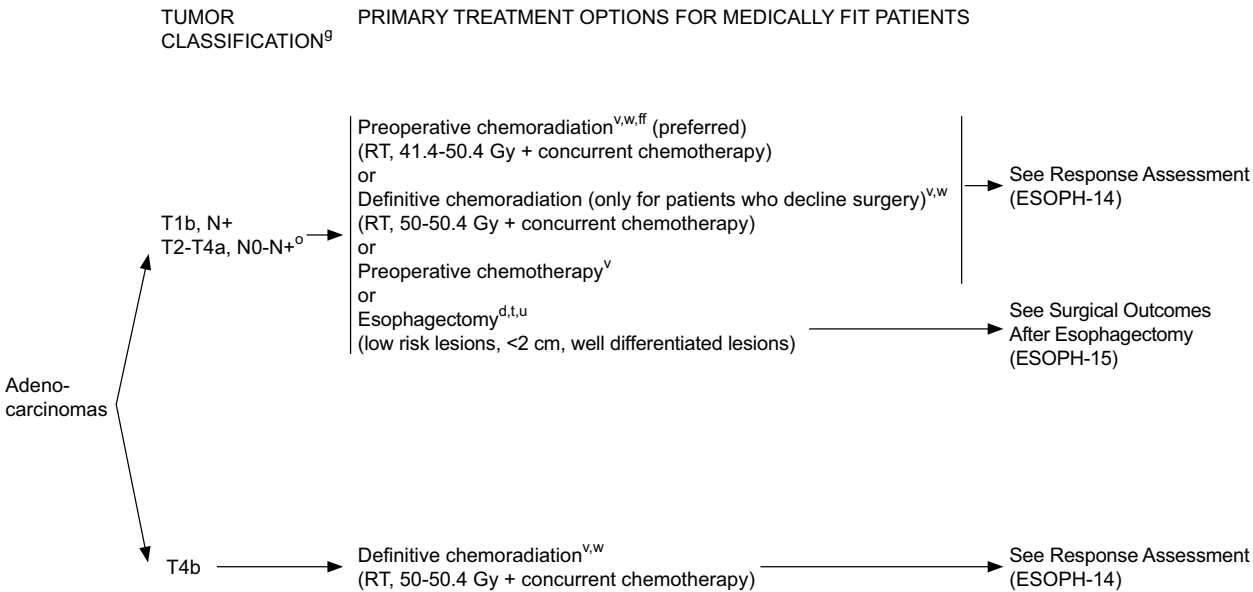 TUMOR
CLASSIFICATIONg
PRIMARY TREATMENT OPTIONS FOR MEDICALLY FIT PATIENTS
Adeno-
carcinomas
T1b, N+
T2-T4a, N0-N+o
Preoperative chemoradiationv,w,ff (preferred)
(RT, 41.4-50.4 Gy + concurrent chemotherapy)
or
Definitive chemoradiation (only for patients who decline surgery)v,w
(RT, 50-50.4 Gy + concurrent chemotherapy)
or
Preoperative chemotherapyv
or
Esophagectomyd,t,u
(low risk lesions, <2 cm, well differentiated lesions)
See Response Assessment
(ESOPH-14)
See Surgical Outcomes
After Esophagectomy
(ESOPH-15)
T4b
Definitive chemoradiationv,w
(RT, 50-50.4 Gy + concurrent chemotherapy)
See Response Assessment
(ESOPH-14)